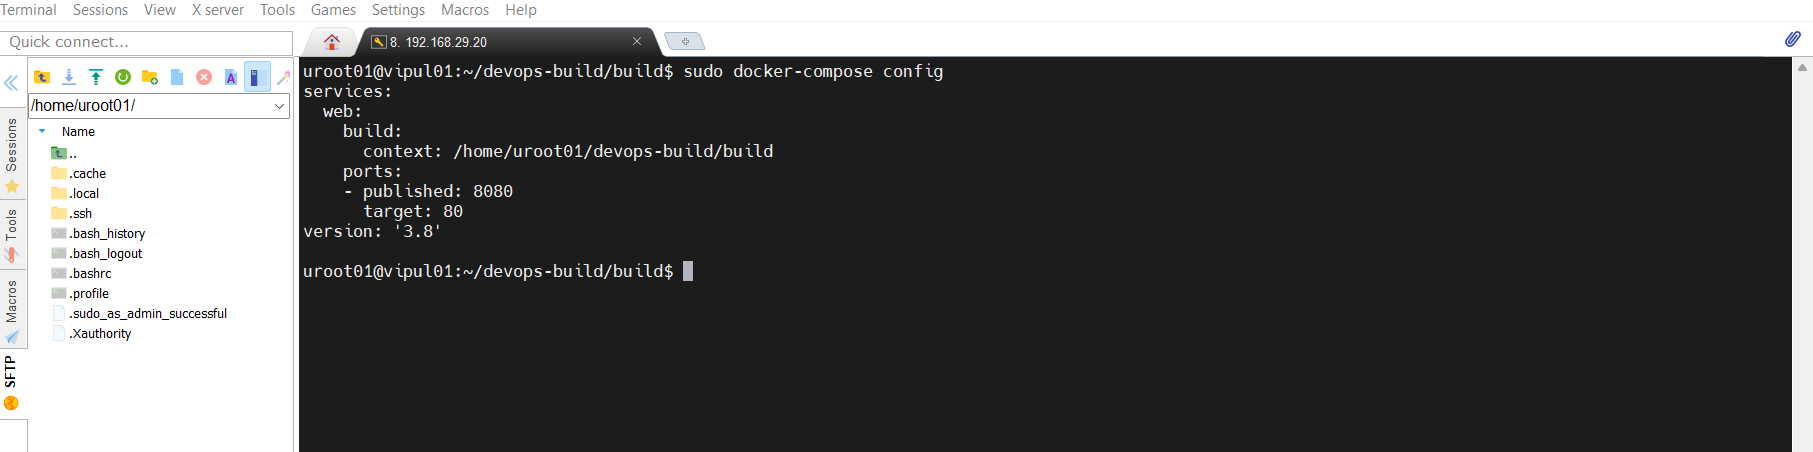 Terminal Sessions View X server Tools Games Settings Macros Help
Quick connect...
8. 192.168.29.20
/home/uroot01/
Name
..
.cache
.local
.ssh
.bash_history
.bash_logout
.bashrc
.profile
.sudo_as_admin_successful
.Xauthority
Sessions
Tools
Macros
SFTP
uroot01@vipul01:~/devops-build/build$ sudo docker-compose config
services:
  web:
    build:
      context: /home/uroot01/devops-build/build
    ports:
    - published: 8080
      target: 80
version: '3.8'
uroot01@vipul01:~/devops-build/build$